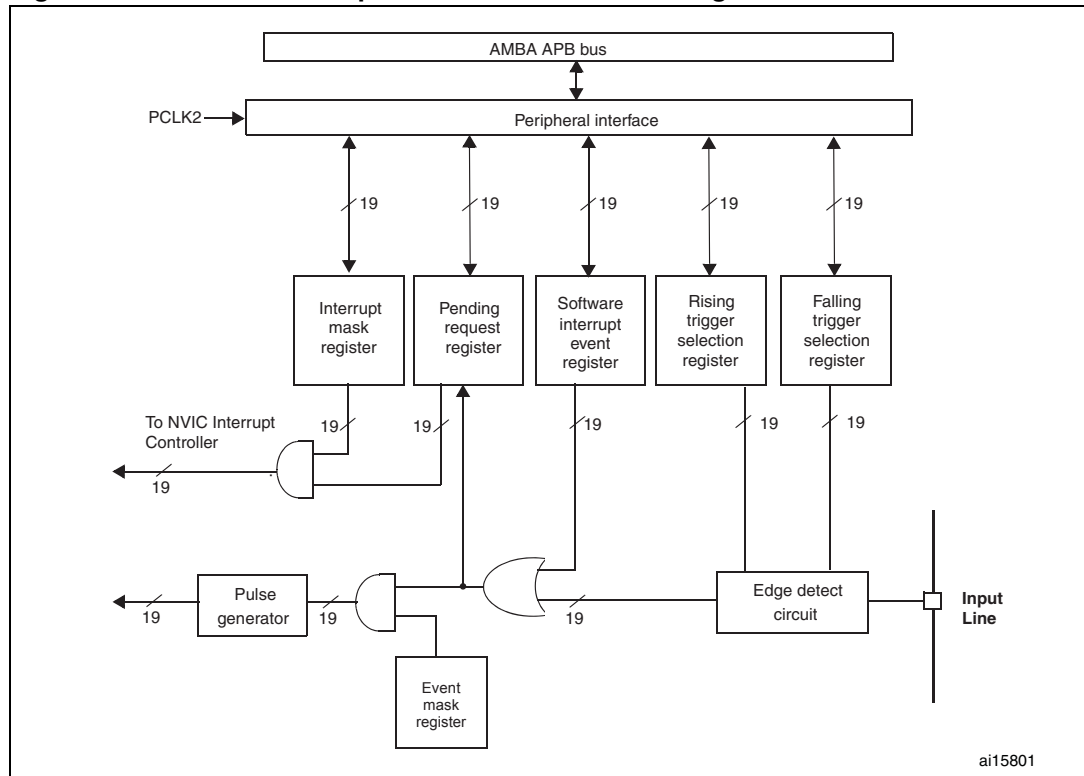 AMBA APB bus
PCLK2
Peripheral interface
19
19
19
19
19
Interrupt
mask
register
Pending
request
register
Software
interrupt
event
register
Rising
trigger
selection
register
Falling
trigger
selection
register
To NVIC Interrupt
Controller
19
19
19
19
19
19
Pulse
generator
Edge detect
circuit
Input
Line
19
19
19
Event
mask
register
ai15801